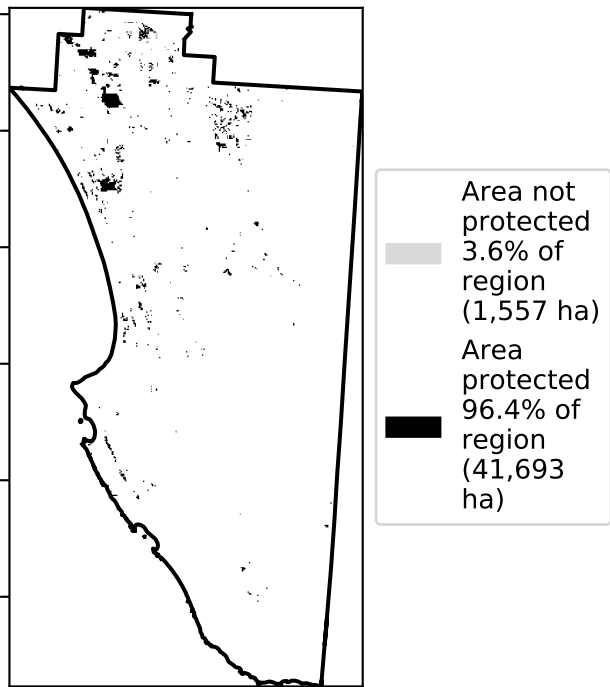 Area not
protected
3.6% of
region
(1,557 ha)
Area
protected
96.4% of
region
(41,693
ha)